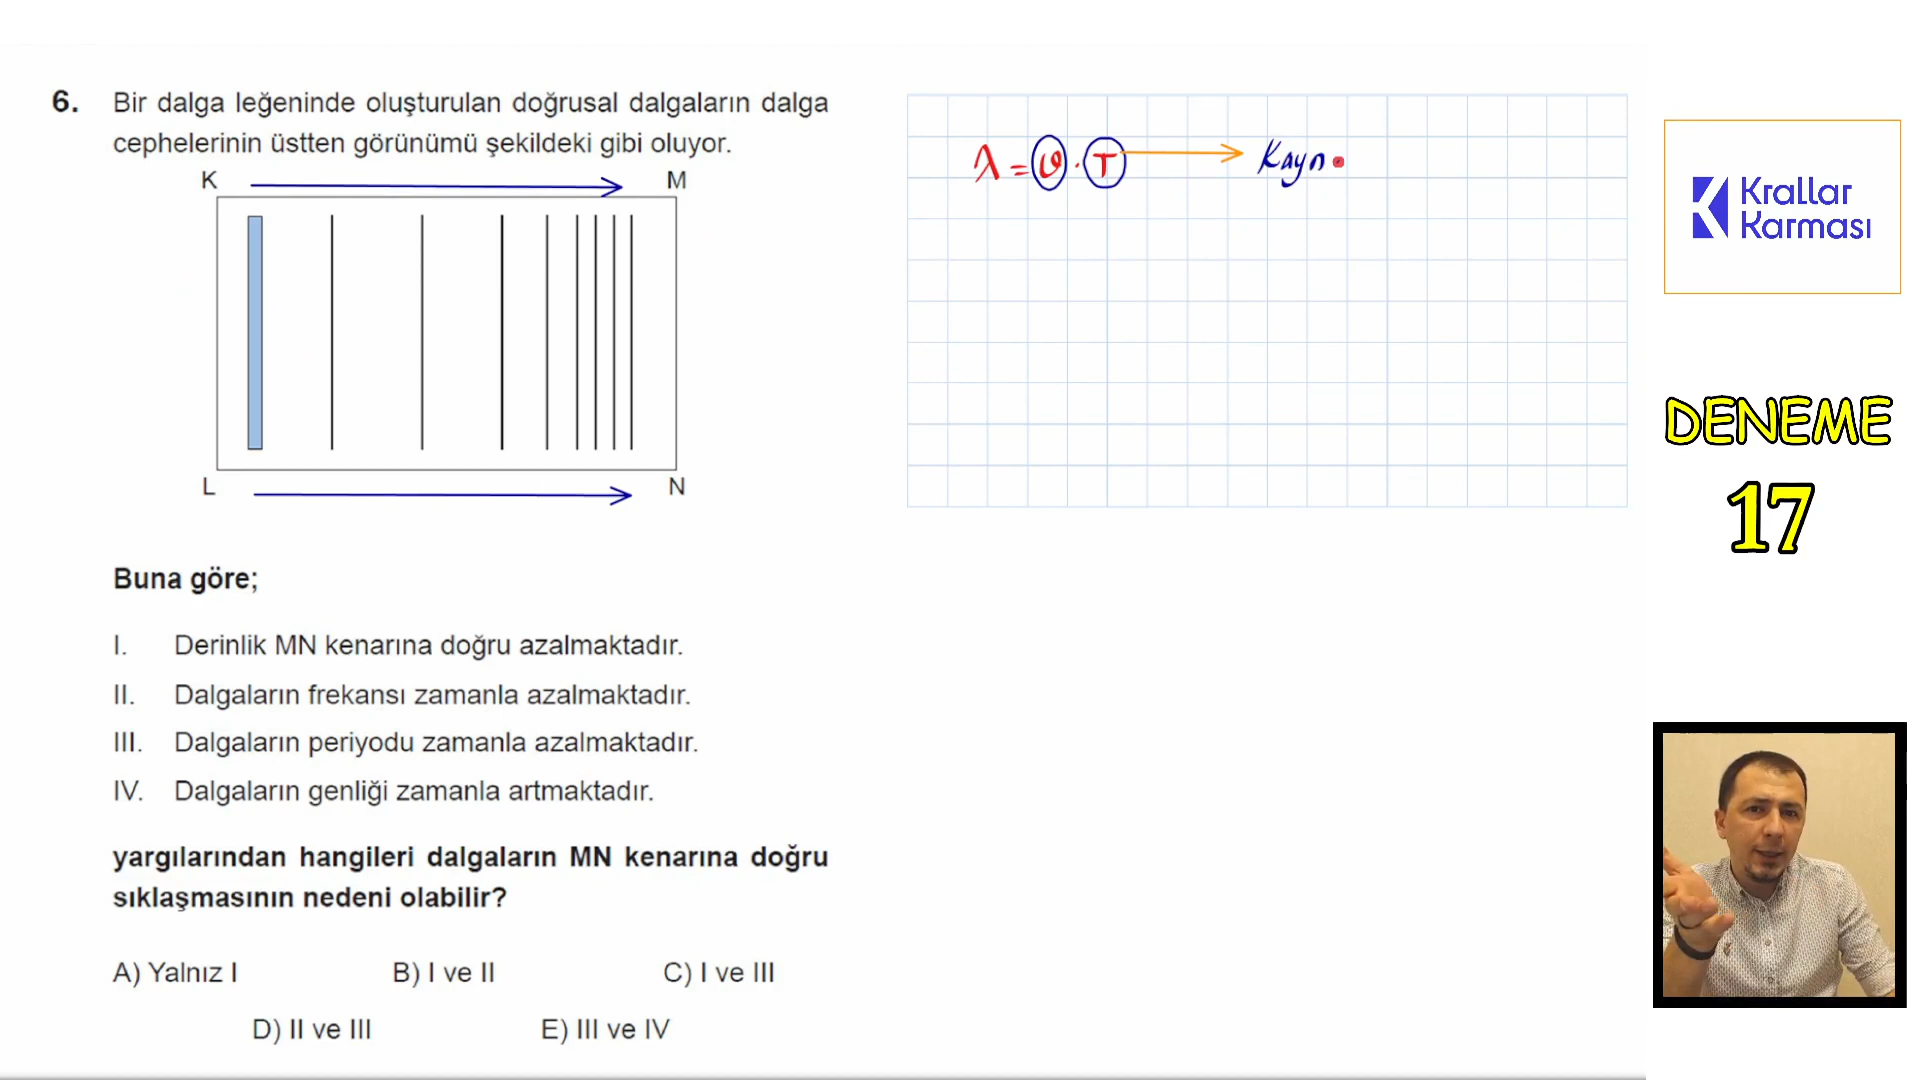 6. Bir dalga leğeninde oluşturulan doğrusal dalgaların dalga
cephelerinin üstten görünümü şekildeki gibi oluyor.
K M
L N
Buna göre;
I. Derinlik MN kenarına doğru azalmaktadır.
II. Dalgaların frekansı zamanla azalmaktadır.
III. Dalgaların periyodu zamanla azalmaktadır.
IV. Dalgaların genliği zamanla artmaktadır.
yargılarından hangileri dalgaların MN kenarına doğru
sıklaşmasının nedeni olabilir?
A) Yalnız I B) I ve II C) I ve III
D) II ve III E) III ve IV
λ = υ . T Kayn
Krallar
Karması
DENEME
17